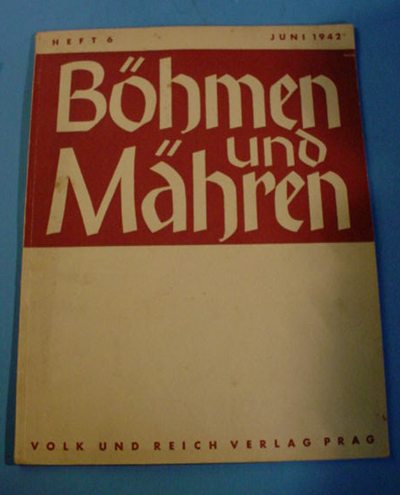 HEFT 6 JUNI 1942
Böhmen
und
Mähren
VOLK UND REICH VERLAG PRAG